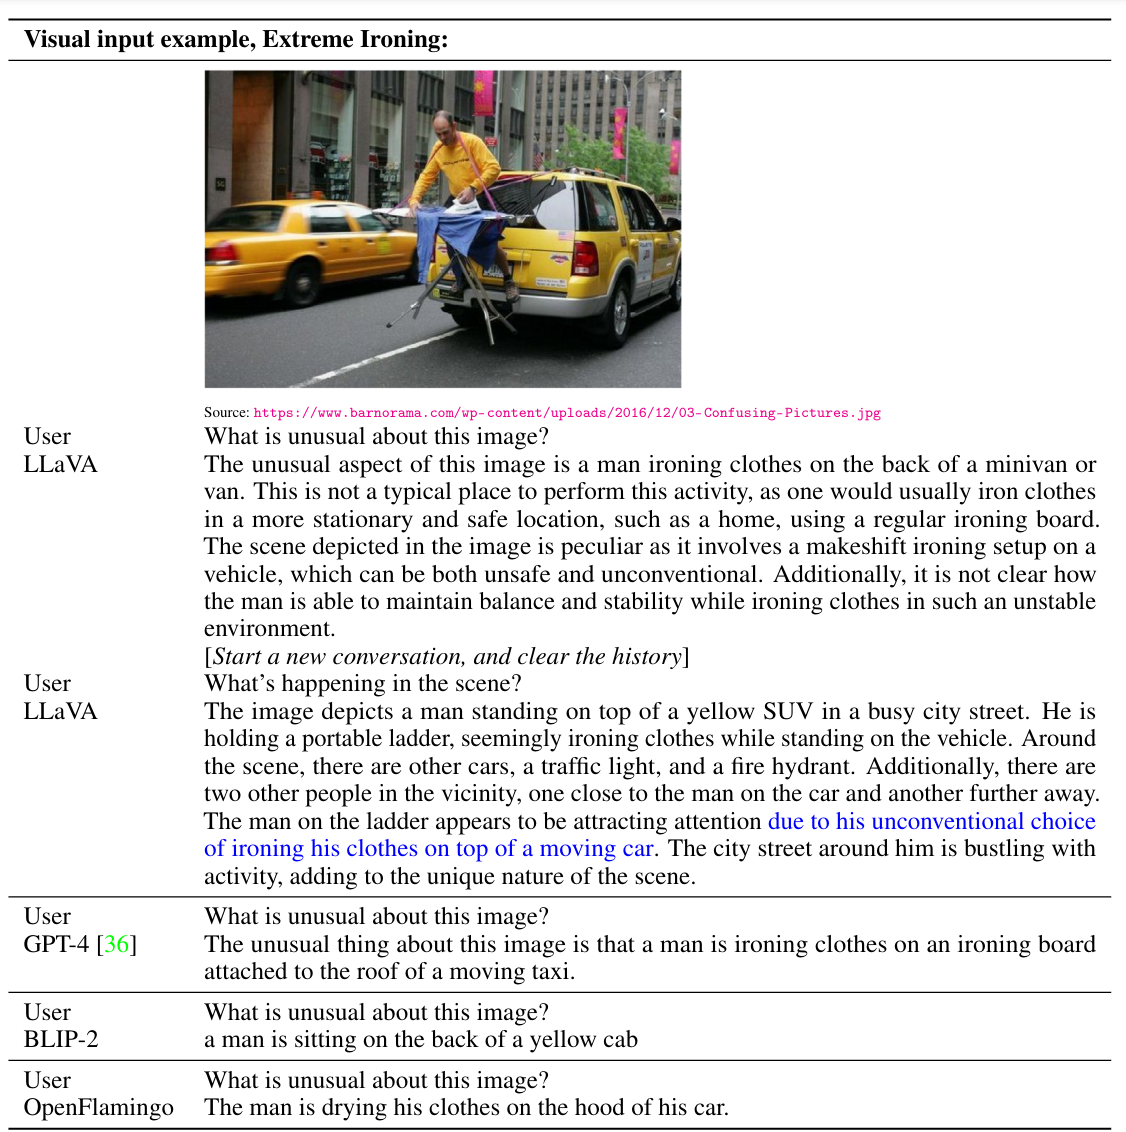 Visual input example, Extreme Ironing:
Source: https://www.barnorama.com/wp-content/uploads/2016/12/03-Confusing-Pictures.jpg
User What is unusual about this image?
LLaVA The unusual aspect of this image is a man ironing clothes on the back of a minivan or
van. This is not a typical place to perform this activity, as one would usually iron clothes
in a more stationary and safe location, such as a home, using a regular ironing board.
The scene depicted in the image is peculiar as it involves a makeshift ironing setup on a
vehicle, which can be both unsafe and unconventional. Additionally, it is not clear how
the man is able to maintain balance and stability while ironing clothes in such an unstable
environment.
[Start a new conversation, and clear the history]
User What's happening in the scene?
LLaVA The image depicts a man standing on top of a yellow SUV in a busy city street. He is
holding a portable ladder, seemingly ironing clothes while standing on the vehicle. Around
the scene, there are other cars, a traffic light, and a fire hydrant. Additionally, there are
two other people in the vicinity, one close to the man on the car and another further away.
The man on the ladder appears to be attracting attention due to his unconventional choice
of ironing his clothes on top of a moving car. The city street around him is bustling with
activity, adding to the unique nature of the scene.
User What is unusual about this image?
GPT-4 [36] The unusual thing about this image is that a man is ironing clothes on an ironing board
attached to the roof of a moving taxi.
User What is unusual about this image?
BLIP-2 a man is sitting on the back of a yellow cab
User What is unusual about this image?
OpenFlamingo The man is drying his clothes on the hood of his car.